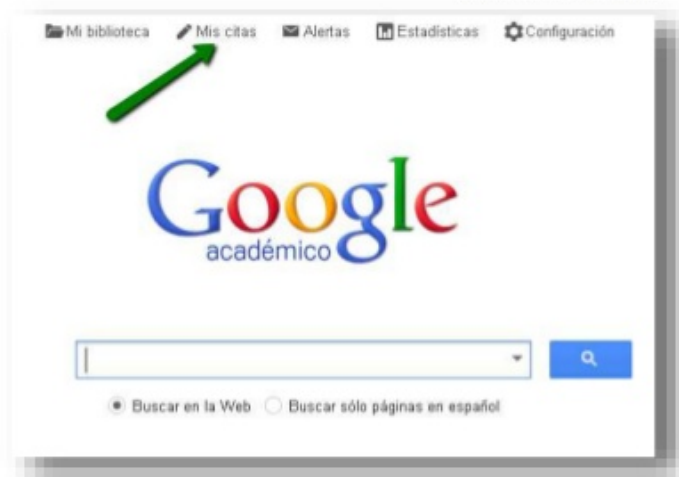 Mi biblioteca Mis citas Alertas Estadísticas Configuración
Google
académico
Buscar en la Web Buscar sólo páginas en español